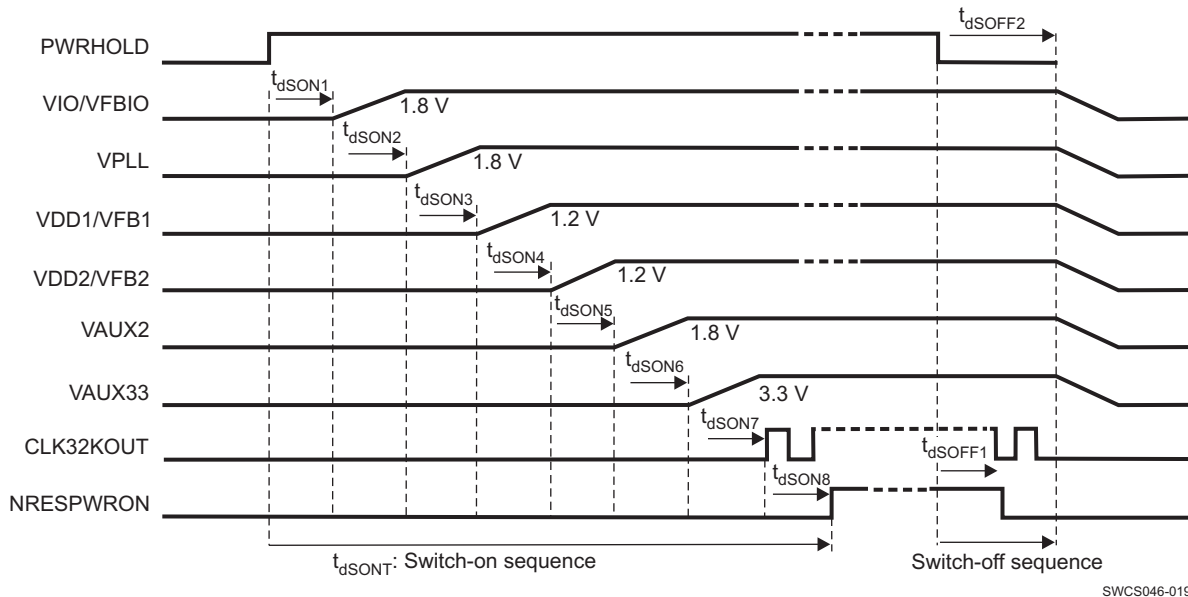 PWRHOLD
tdSOFF2
tdSON1
VIO/VFBIO
1.8 V
tdSON2
VPLL
1.8 V
tdSON3
VDD1/VFB1
1.2 V
tdSON4
VDD2/VFB2
1.2 V
tdSON5
VAUX2
1.8 V
tdSON6
VAUX33
3.3 V
tdSON7
CLK32KOUT
tdSOFF1
tdSON8
NRESPWRON
tdSONT: Switch-on sequence
Switch-off sequence
SWCS046-019